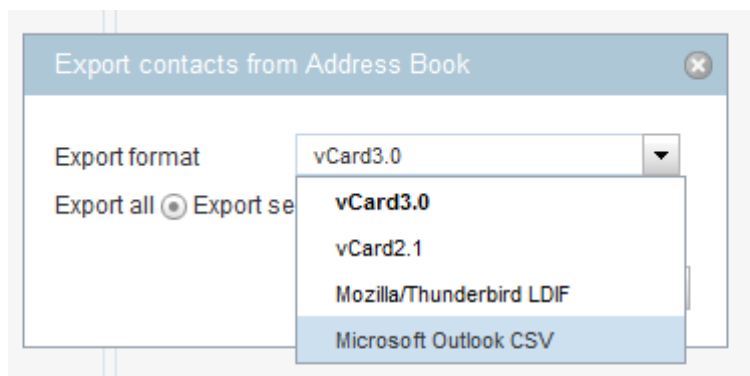 Export contacts from Address Book
Export format vCard3.0
Export all Export se
vCard3.0
vCard2.1
Mozilla/Thunderbird LDIF
Microsoft Outlook CSV